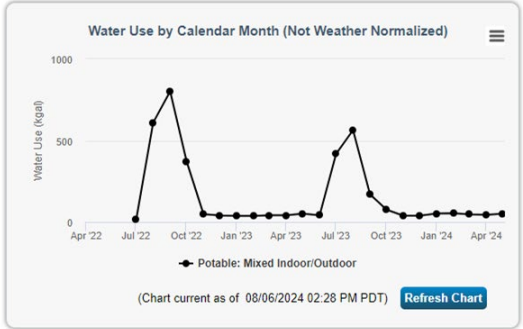 Water Use by Calendar Month (Not Weather Normalized)
1000
500
0
Water Use (kgal)
Apr '22 Jul '22 Oct '22 Jan '23 Apr '23 Jul '23 Oct '23 Jan '24 Apr '24
Potable: Mixed Indoor/Outdoor
(Chart current as of 08/06/2024 02:28 PM PDT) Refresh Chart